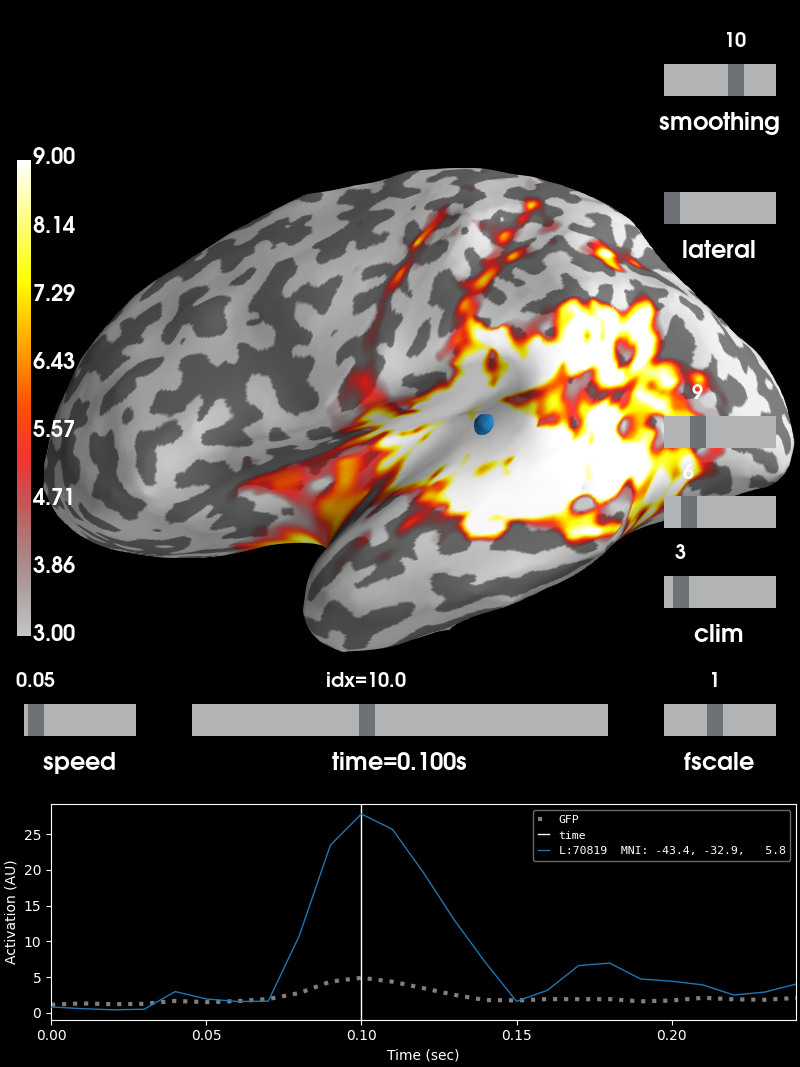 10
smoothing
lateral
9.00
8.14
7.29
6.43
5.57
4.71
3.86
3.00
9
6
3
clim
0.05
speed
idx=10.0
time=0.100s
1
fscale
GFP
time
L:70819 MNI: -43.4, -32.9, 5.8
Activation (AU)
25
20
15
10
5
0
0.00 0.05 0.10 0.15 0.20
Time (sec)